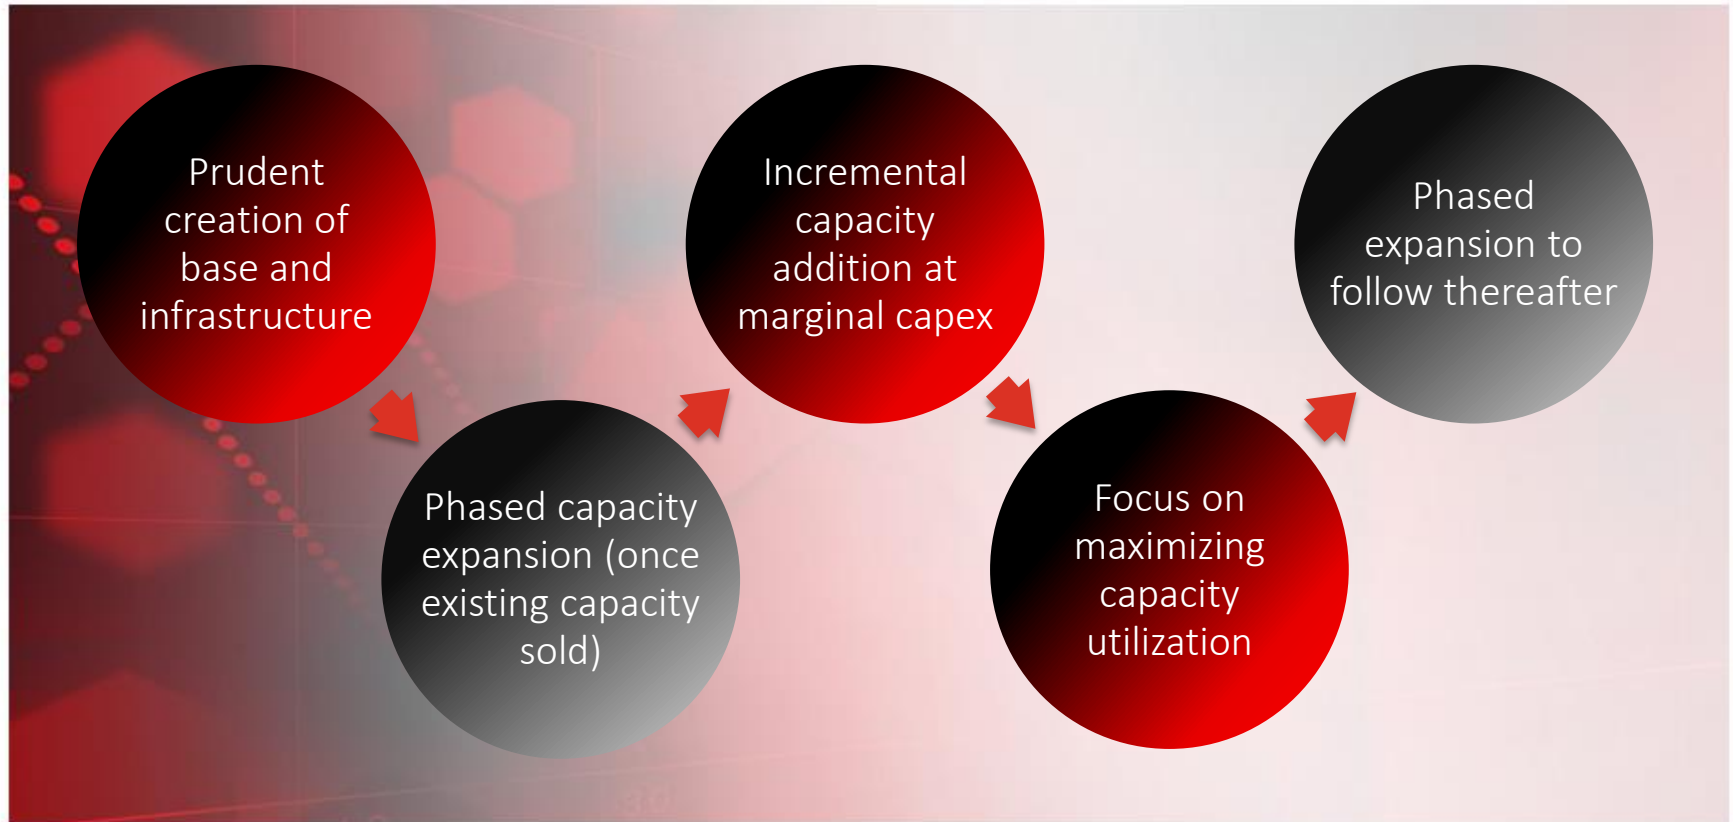 Prudent
creation of
base and
infrastructure
Phased capacity
expansion (once
existing capacity
sold)
Incremental
capacity
addition at
marginal capex
Focus on
maximizing
capacity
utilization
Phased
expansion to
follow thereafter